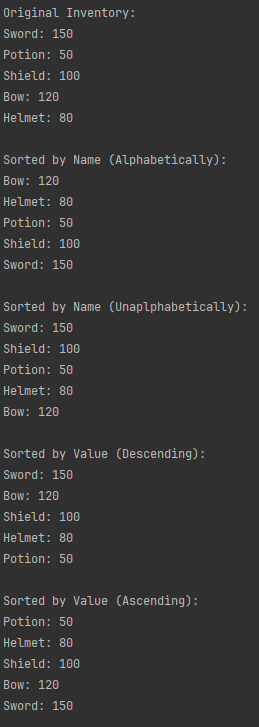 Original Inventory:
Sword: 150
Potion: 50
Shield: 100
Bow: 120
Helmet: 80
Sorted by Name (Alphabetically):
Bow: 120
Helmet: 80
Potion: 50
Shield: 100
Sword: 150
Sorted by Name (Unaplphabetically):
Sword: 150
Shield: 100
Potion: 50
Helmet: 80
Bow: 120
Sorted by Value (Descending):
Sword: 150
Bow: 120
Shield: 100
Helmet: 80
Potion: 50
Sorted by Value (Ascending):
Potion: 50
Helmet: 80
Shield: 100
Bow: 120
Sword: 150